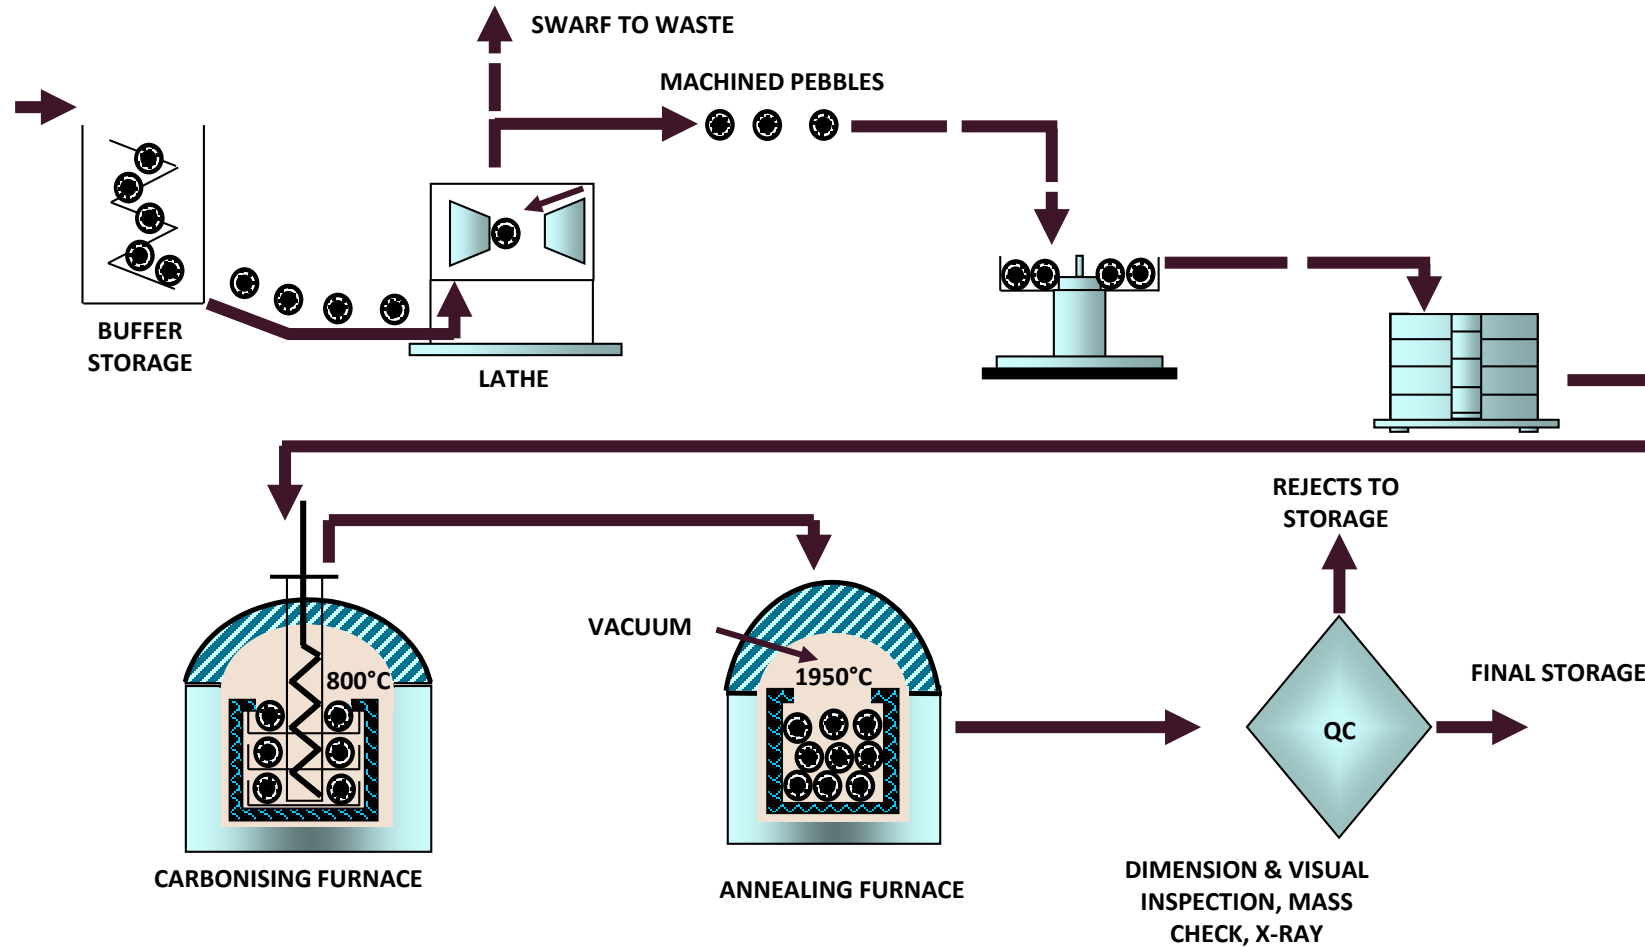 SWARF TO WASTE
MACHINED PEBBLES
BUFFER
STORAGE
LATHE
REJECTS TO
STORAGE
VACUUM
800°C
1950°C
FINAL STORAGE
QC
CARBONISING FURNACE
ANNEALING FURNACE
DIMENSION & VISUAL
INSPECTION, MASS
CHECK, X-RAY